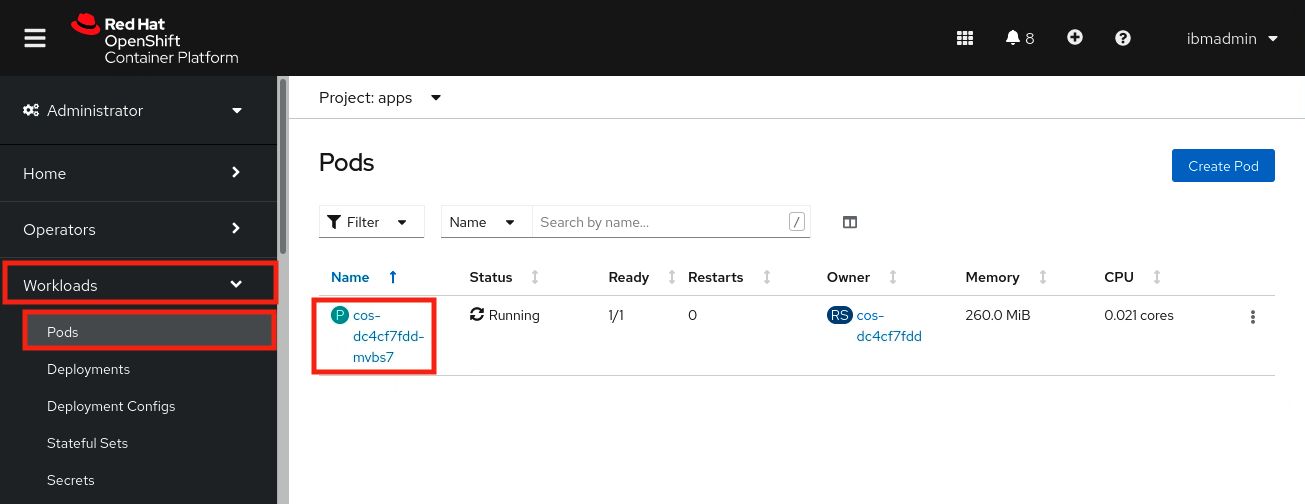 Red Hat
OpenShift
Container Platform
8
ibmadmin
Administrator
Home
Operators
Workloads
Pods
Deployments
Deployment Configs
Stateful Sets
Secrets
Project: apps
Pods
Create Pod
Filter
Name
Search by name...
/
Name Status Ready Restarts Owner Memory CPU
P cos-
dc4cf7fdd-
mvbs7
Running
1/1
0
RS cos-
dc4cf7fdd
260.0 MiB
0.021 cores